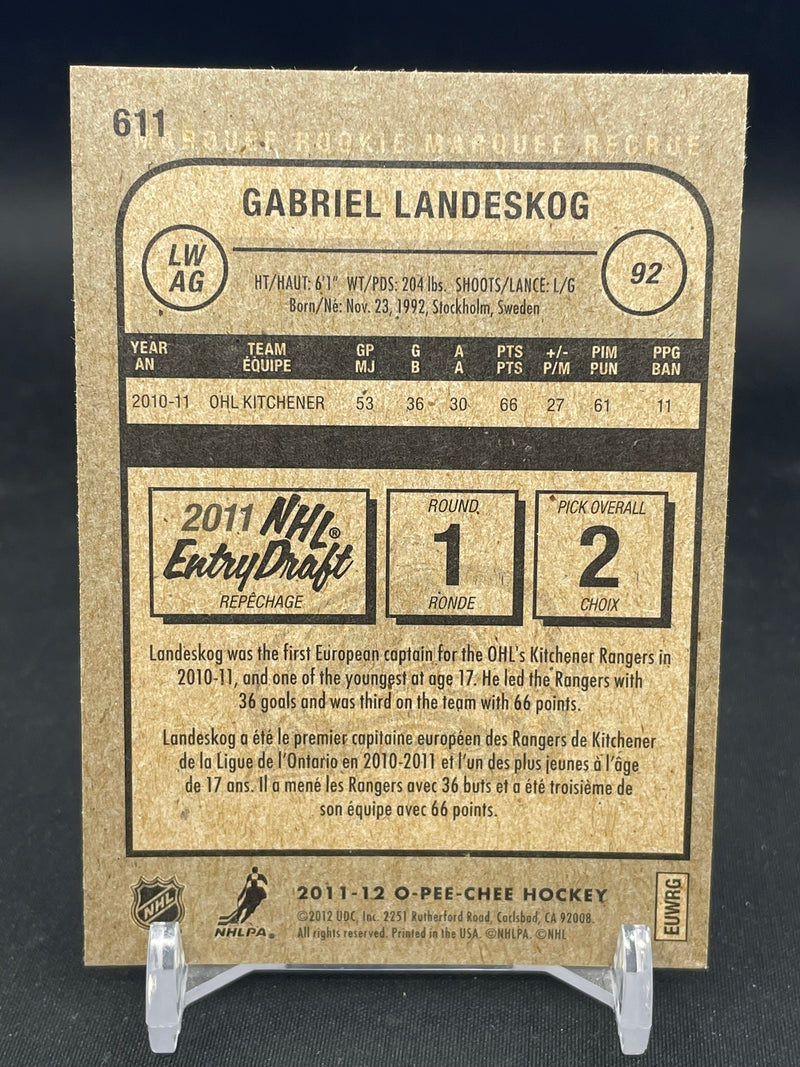 611
MARQUEE ROOKIE MARQUEE RECRUE
GABRIEL LANDESKOG
LW
AG
92
HT/HAUT: 6'1" WT/PDS: 204 lbs. SHOOTS/LANCE: L/G
Born/Né: Nov. 23, 1992, Stockholm, Sweden
YEAR TEAM GP G A PTS +/- PIM PPG
AN ÉQUIPE MJ B A PTS P/M PUN BAN
2010-11 OHL KITCHENER 53 36 30 66 27 61 11
2011 NHL®
Entry Draft
REPÊCHAGE
ROUND
1
RONDE
PICK OVERALL
2
CHOIX
Landeskog was the first European captain for the OHL's Kitchener Rangers in
2010-11, and one of the youngest at age 17. He led the Rangers with
36 goals and was third on the team with 66 points.
Landeskog a été le premier capitaine européen des Rangers de Kitchener
de la Ligue de l'Ontario en 2010-2011 et l'un des plus jeunes à l'âge
de 17 ans. Il a mené les Rangers avec 36 buts et a été troisième de
son équipe avec 66 points.
NHL
NHLPA®
2011-12 O-PEE-CHEE HOCKEY
©2012 UDC, Inc. 2251 Rutherford Road, Carlsbad, CA 92008.
All rights reserved. Printed in the USA. ©NHLPA. ©NHL
EUWRG